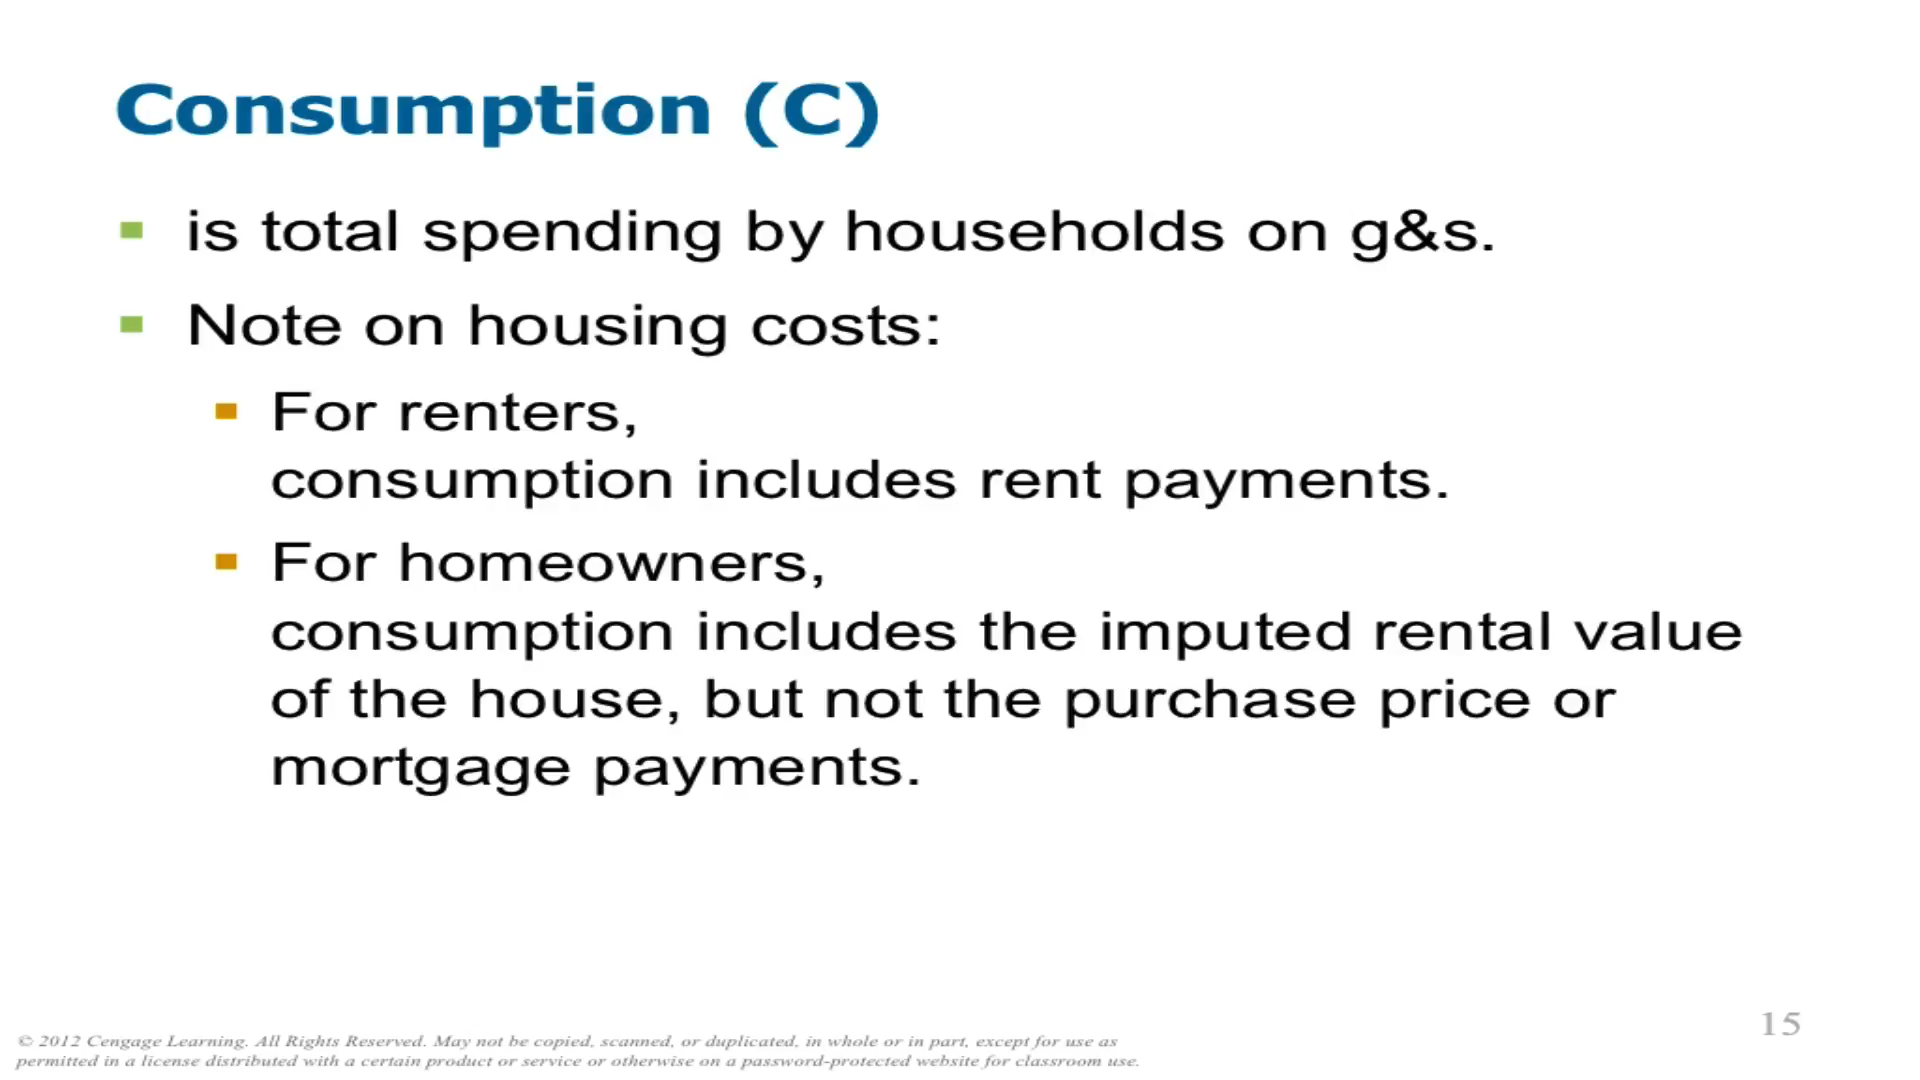 Consumption (C)
is total spending by households on g&s.
Note on housing costs:
For renters,
consumption includes rent payments.
For homeowners,
consumption includes the imputed rental value
of the house, but not the purchase price or
mortgage payments.
15
© 2012 Cengage Learning. All Rights Reserved. May not be copied, scanned, or duplicated, in whole or in part, except for use as
permitted in a license distributed with a certain product or service or otherwise on a password-protected website for classroom use.